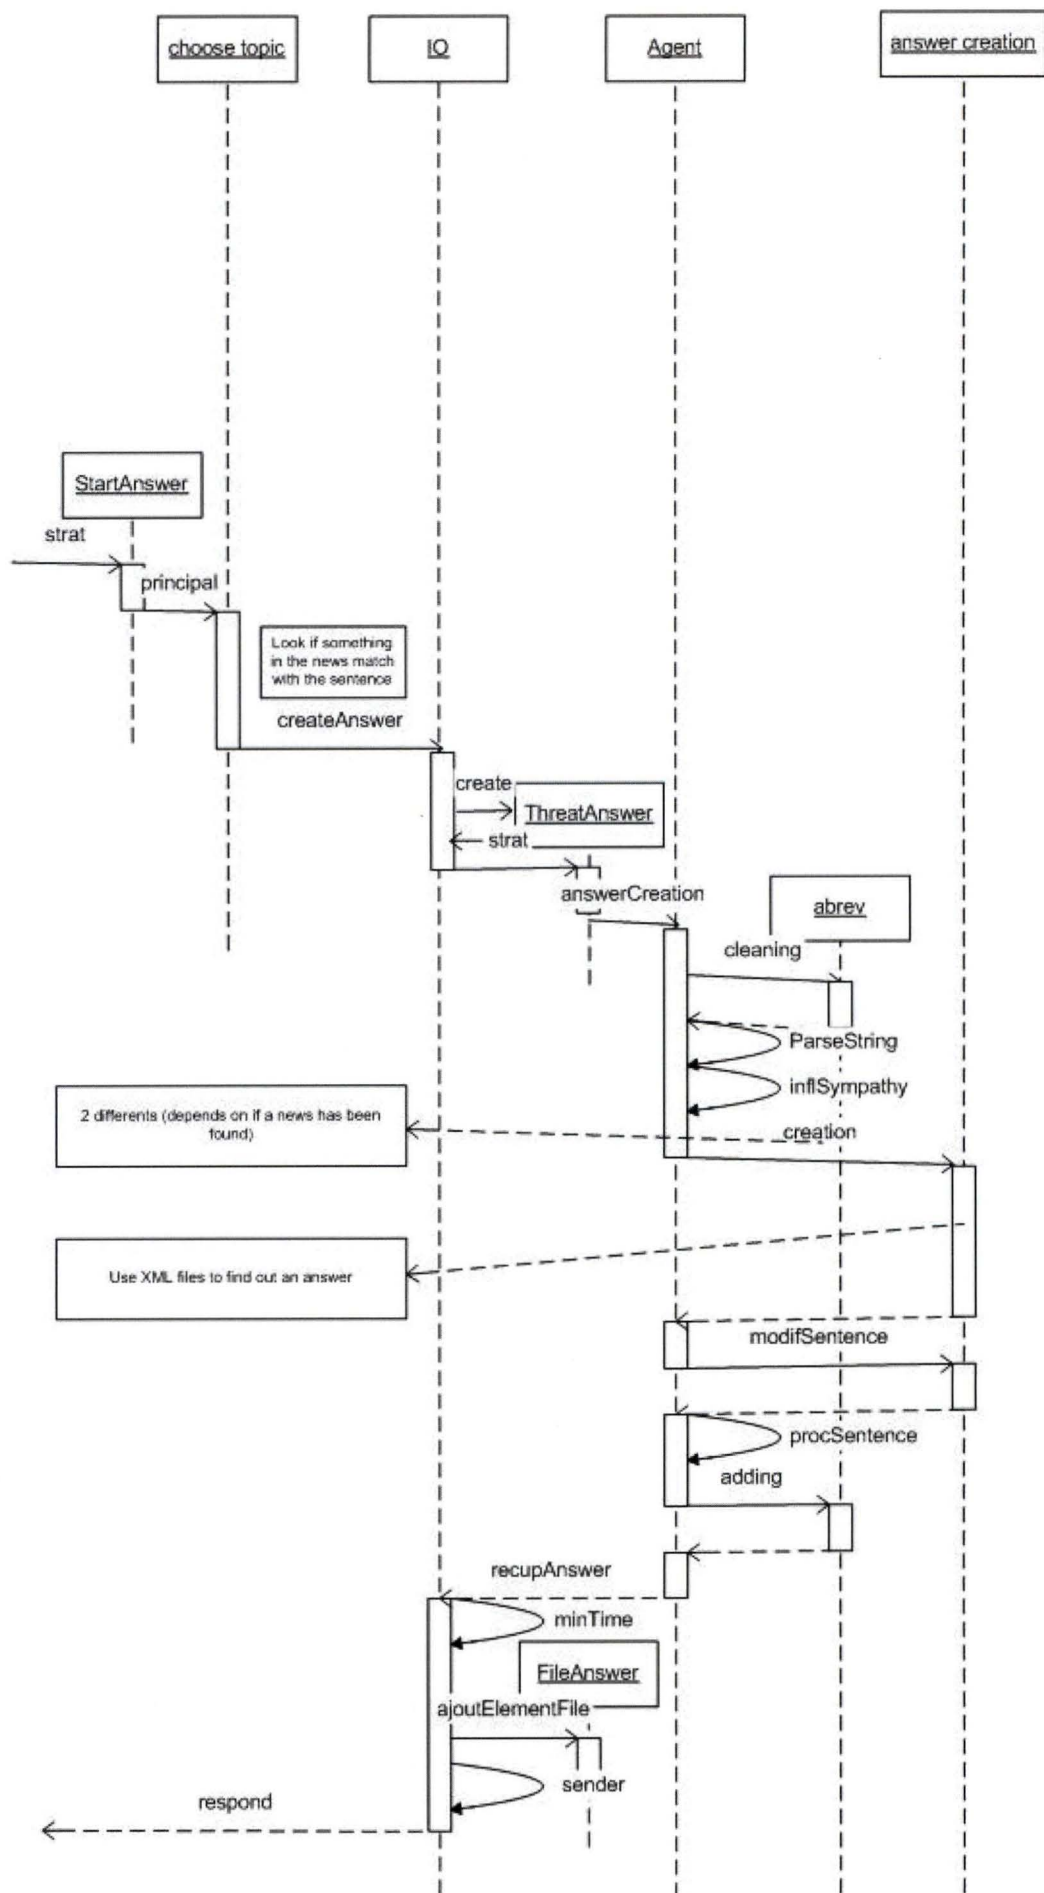 choose topic
IO
Agent
answer creation
StartAnswer
strat
principal
Look if something
in the news match
with the sentence
createAnswer
create
ThreatAnswer
strat
answerCreation
abrev
cleaning
ParseString
inflSympathy
2 differents (depends on if a news has been
found)
creation
Use XML files to find out an answer
modifSentence
procSentence
adding
recupAnswer
minTime
FileAnswer
ajoutElementFile
sender
respond